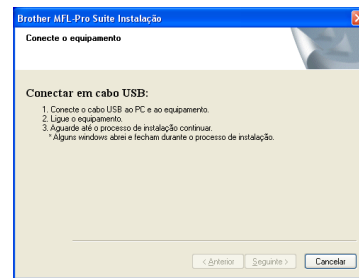 Brother MFL-Pro Suite Instalação
Conecte o equipamento
Conectar em cabo USB:
1. Conecte o cabo USB ao PC e ao equipamento.
2. Ligue o equipamento.
3. Aguarde até o processo de instalação continuar.
* Alguns windows abrei e fecham durante o processo de instalação.
< Anterior
Seguinte >
Cancelar